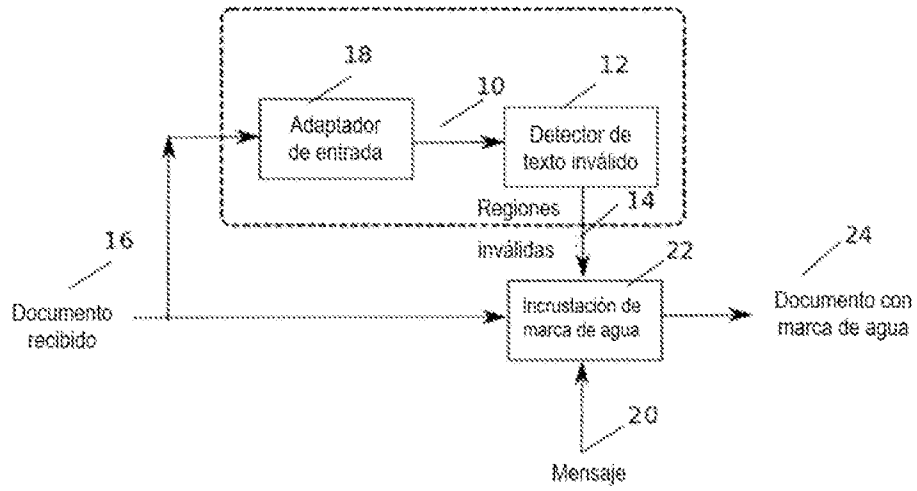 18
10
12
Adaptador
de entrada
Detector de
texto inválido
Regiones
14
inválidas
16
22
24
Documento
recibido
Incrustación de
marca de agua
Documento con
marca de agua
20
Mensaje